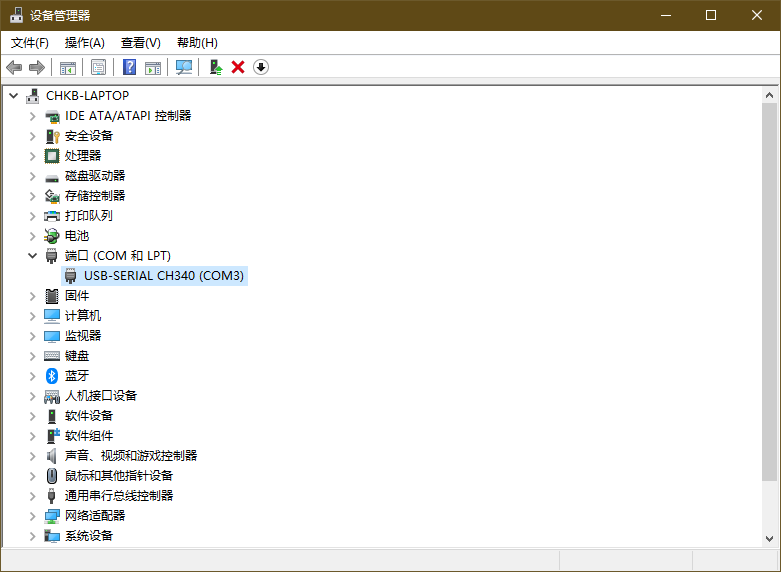 设备管理器
文件(F) 操作(A) 查看(V) 帮助(H)
CHKB-LAPTOP
IDE ATA/ATAPI 控制器
安全设备
处理器
磁盘驱动器
存储控制器
打印队列
电池
端口 (COM 和 LPT)
USB-SERIAL CH340 (COM3)
固件
计算机
监视器
键盘
蓝牙
人机接口设备
软件设备
软件组件
声音、视频和游戏控制器
鼠标和其他指针设备
通用串行总线控制器
网络适配器
系统设备